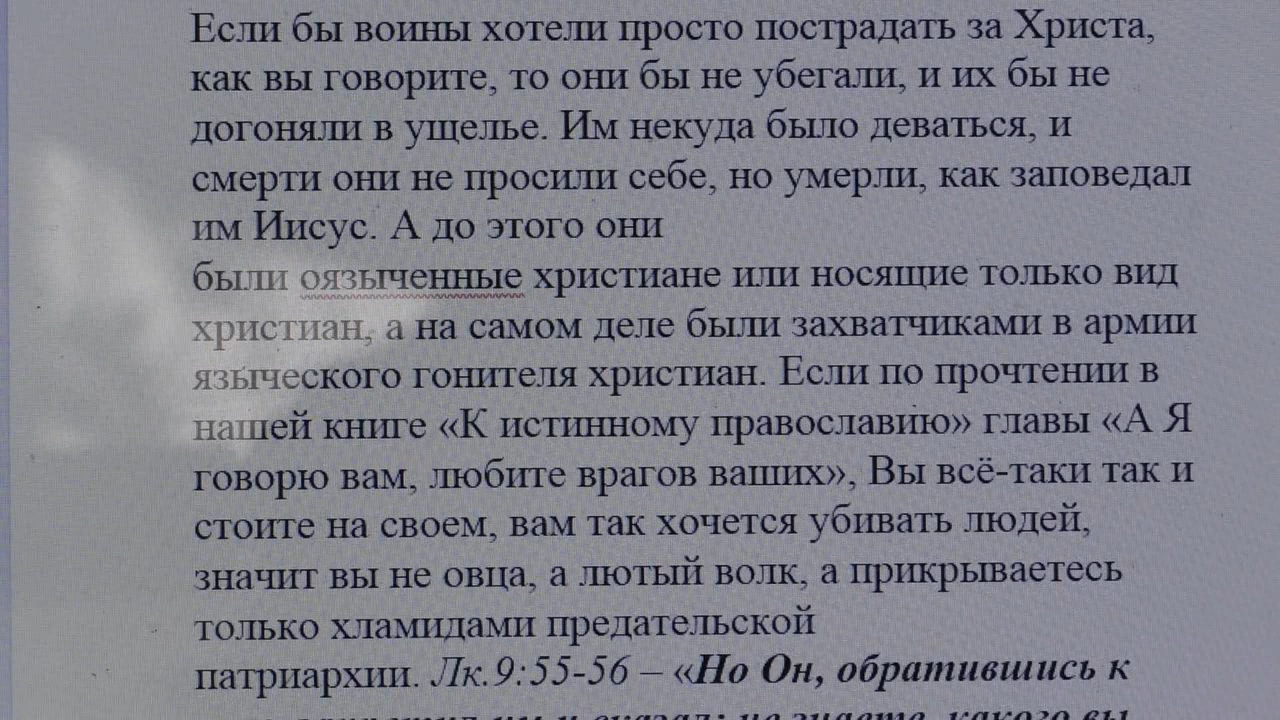 Если бы воины хотели просто пострадать за Христа,
как вы говорите, то они бы не убегали, и их бы не
догоняли в ущелье. Им некуда было деваться, и
смерти они не просили себе, но умерли, как заповедал
им Иисус. А до этого они
были оязыченные христиане или носящие только вид
христиан, а на самом деле были захватчиками в армии
языческого гонителя христиан. Если по прочтении в
нашей книге «К истинному православию» главы «А Я
говорю вам, любите врагов ваших», Вы всё-таки так и
стоите на своем, вам так хочется убивать людей,
значит вы не овца, а лютый волк, а прикрываетесь
только хламидами предательской
патриархии. Лк.9:55-56 – «Но Он, обратившись к